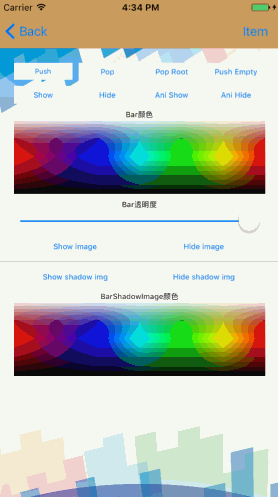 Carrier 4:34 PM
Back Item
Push Pop Pop Root Push Empty
Show Hide Ani Show Ani Hide
Bar颜色
Bar透明度
Show image Hide image
Show shadow img Hide shadow img
BarShadowImage颜色